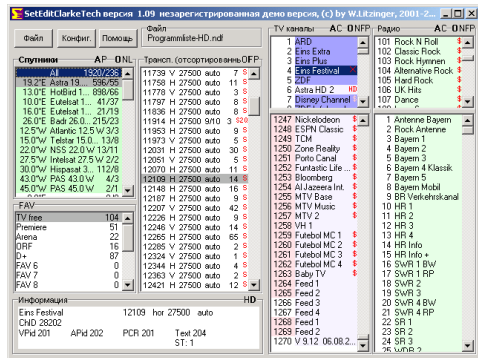 SetEditClarkeTech версия 1.09 незарегистрированная демо версия, (c) by W.Litzinger, 2001-2...
Файл
Конфиг.
Помощь
Файл
Programmliste-HD.ndf
Спутники AP ONL
All 1920/236
19.2°E Astra 19... 596/55
13.0°E HotBird 1... 898/66
10.0°E Eutelsat 1... 41/37
16.0°E Eutelsat 1... 21/19
26.0°E Badr 26.0... 215/23
12.5°W Atlantic 12.5 W 3/3
15.0°W Telstar 15.0... 13/8
22.0°W NSS 22.0 W 13/11
27.5°W Intelsat 27.5 W 2/2
30.0°W Hispasat 3... 112/8
43.0°W PAS 43.0 W 4/3
45.0°W PAS 45.0 W 2/1
FAV
TV free 104
Premiere 51
Arena 22
ORF 16
D+ 87
FAV 6 0
FAV 7 0
FAV 8 0
Трансп. (отсортированны OFP
11739 V 27500 auto 7 $
11758 H 27500 auto 11 $
11778 V 27500 auto 3 $
11797 H 27500 auto 8 $
11836 H 27500 auto 8 $
11914 H 27500 9/10 3 $2O
11953 H 27500 auto 9 $
11973 V 27500 auto 5 $
12031 H 27500 auto 30 $
12051 V 27500 auto 5 $
12070 H 27500 auto 11 $
12109 H 27500 auto 14 $
12148 H 27500 auto 16 $
12187 H 27500 auto 9 $
12207 V 27500 auto 42 $
12226 H 27500 auto 9 $
12246 V 27500 auto 14 $
12265 H 27500 auto 65 $
12285 V 27500 auto 2 $
12324 V 27500 auto 1 $
12344 H 27500 auto 4 $
12363 V 27500 auto 2 $
12421 H 27500 auto 12 $
Информация HD
Eins Festival 12109 hor 27500 auto
CHID 28202
VPid 201 APid 202 PCR 201 Text 204
ST: 1
TV каналы AC ONFP
1 ARD
2 Eins Extra
3 Eins Plus
4 Eins Festival
5 ZDF
6 Astra HD 2 HD
7 Disney Channel
1247 Nickelodeon $
1248 ESPN Classic $
1249 TCM $
1250 Zone Reality $
1251 Porto Canal $
1252 Funtastic Life ... $
1253 Bloomberg $
1254 Al Jazeera Int. $
1255 MTV Base $
1256 MTV Music $
1257 MTV 2 $
1258 VH 1
1259 Futebol MC 1 $
1260 Futebol MC 2 $
1261 Futebol MC 3 $
1262 Futebol MC 4 $
1263 Baby TV $
1264 Feed 1
1265 Feed 2
1266 Feed 3
1267 Feed 4
1268 Feed 1
1269 Feed 2
1270 V 9.12 06.08.2...
Радио AC ONFP
101 Rock N Roll $
102 Classic Rock $
103 Rock Hymnen $
104 Alternative Rock $
105 Hard Rock $
106 UK Hits $
107 Dance $
1 Antenne Bayern
2 Rock Antenne
3 Bayern 1
4 Bayern 2
5 Bayern 3
6 Bayern 4 Klassik
7 Bayern 5
8 Bayern Mobil
9 BR Verkehrskanal
10 HR 1
11 HR 2
12 HR 3
13 HR 4
14 HR Info
15 HR Info +
16 SWR 1 BW
17 SWR 1 RP
18 SWR 2
19 SWR 3
20 SWR 4 BW
21 SWR 4 RP
22 SR 1
23 SR 2
24 SR 3
25 WDR 2